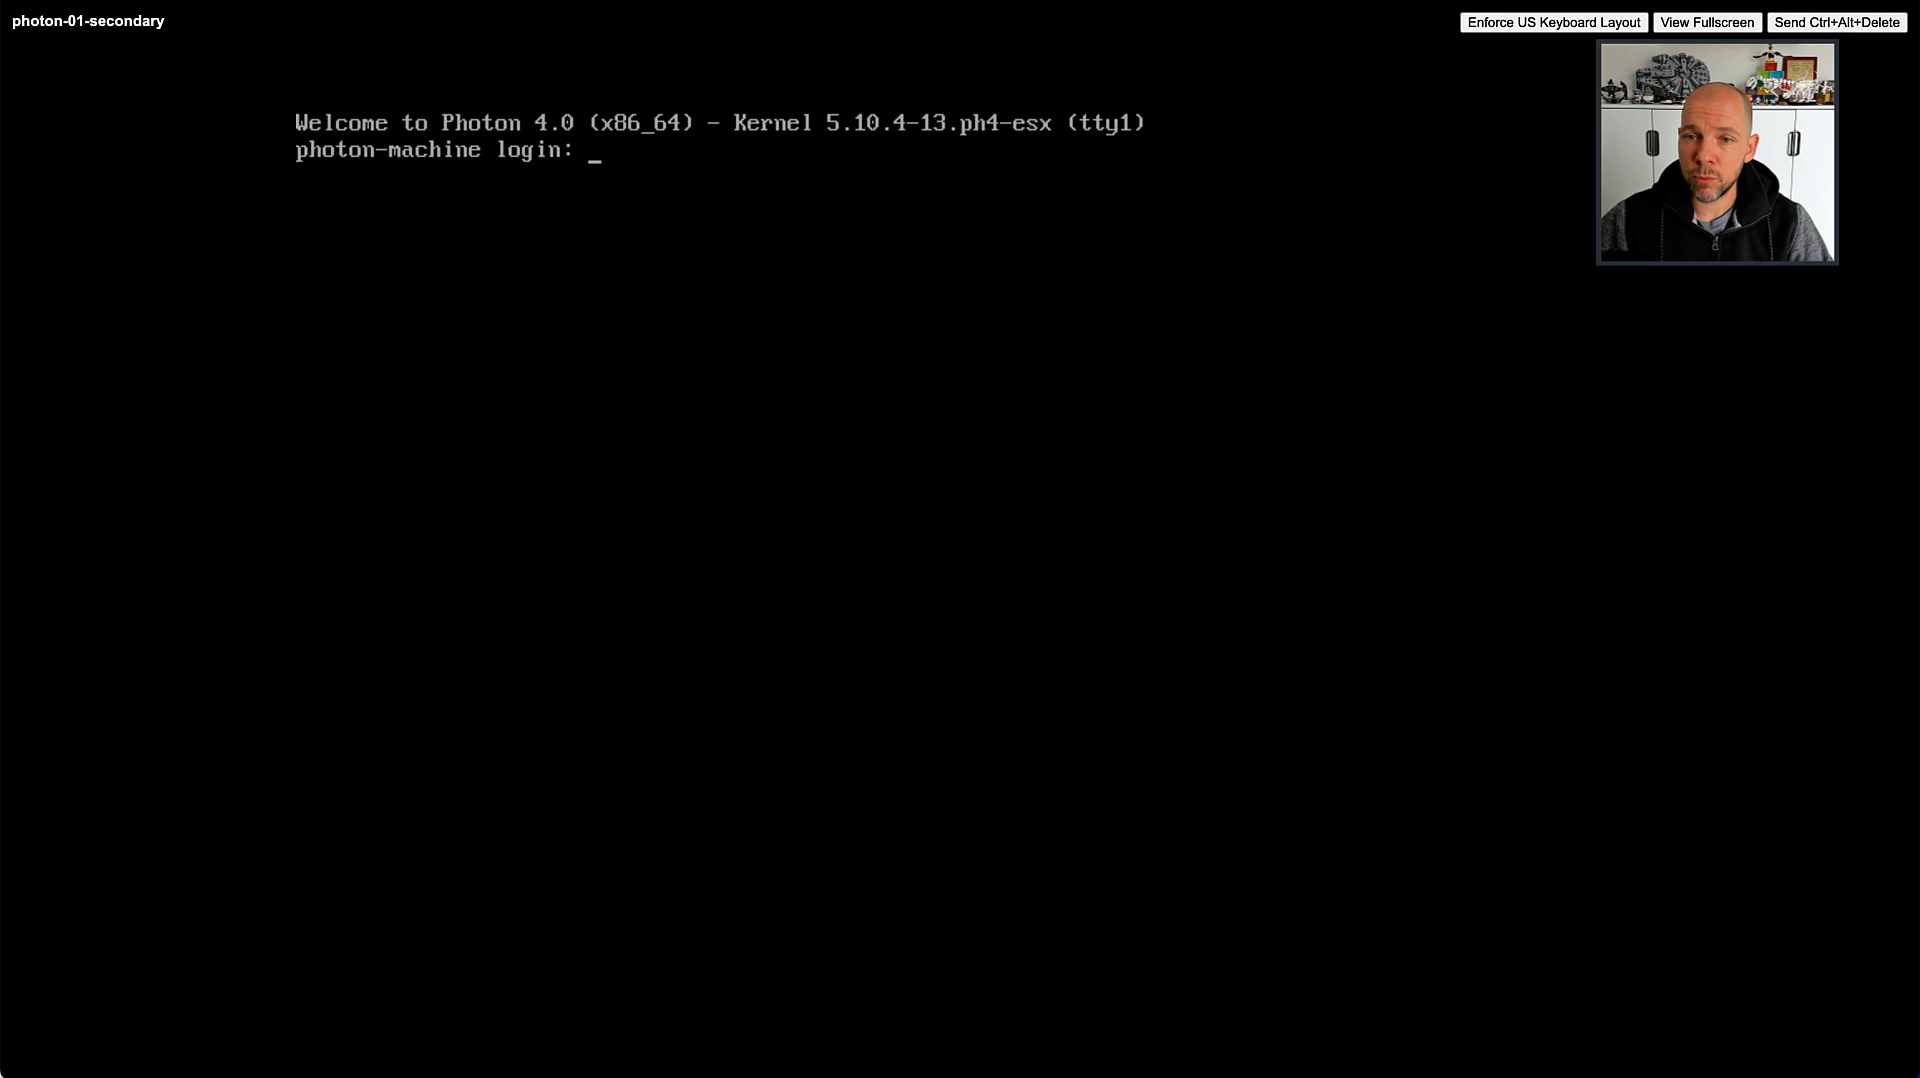 photon-01-secondary
Enforce US Keyboard Layout
View Fullscreen
Send Ctrl+Alt+Delete
Welcome to Photon 4.0 (x86_64) - Kernel 5.10.4-13.ph4-esx (tty1)
photon-machine login: _